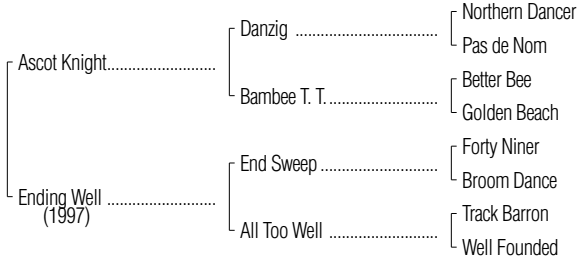 Northern Dancer
Danzig ..................................
Pas de Nom
Ascot Knight..........................
Better Bee
Bambee T. T. ..........................
Golden Beach
Forty Niner
End Sweep ............................
Broom Dance
Ending Well ..........................
(1997)
Track Barron
All Too Well ..........................
Well Founded